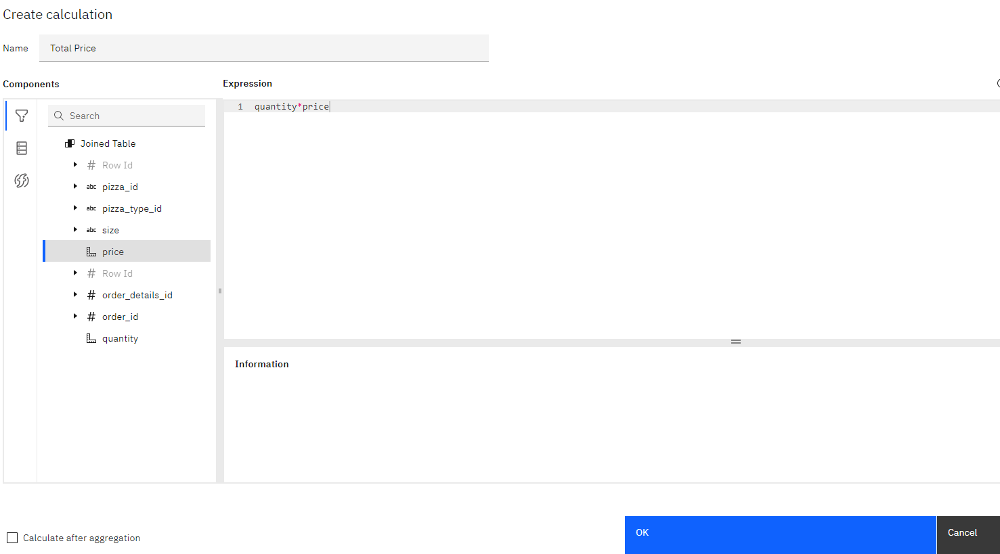 Create calculation
Name Total Price
Components
Expression
Search
Joined Table
# Row Id
abc pizza_id
abc pizza_type_id
abc size
price
# Row Id
# order_details_id
# order_id
quantity
1 quantity*price
Information
Calculate after aggregation
OK
Cancel